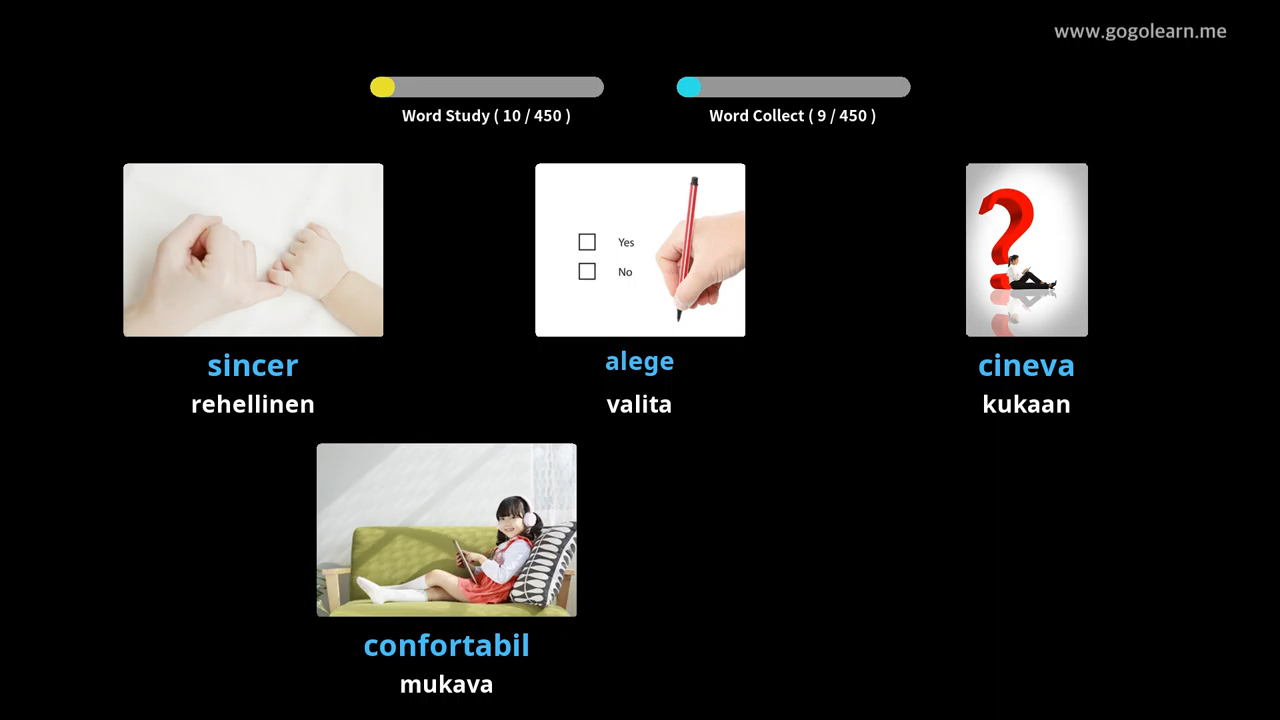 www.gogolearn.me
Word Study ( 10 / 450 )
Word Collect ( 9 / 450 )
Yes
No
sincer
rehellinen
alege
valita
cineva
kukaan
confortabil
mukava